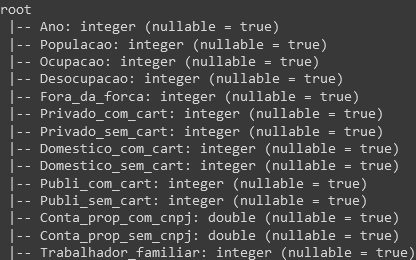 root
 |-- Ano: integer (nullable = true)
 |-- Populacao: integer (nullable = true)
 |-- Ocupacao: integer (nullable = true)
 |-- Desocupacao: integer (nullable = true)
 |-- Fora_da_forca: integer (nullable = true)
 |-- Privado_com_cart: integer (nullable = true)
 |-- Privado_sem_cart: integer (nullable = true)
 |-- Domestico_com_cart: integer (nullable = true)
 |-- Domestico_sem_cart: integer (nullable = true)
 |-- Publi_com_cart: integer (nullable = true)
 |-- Publi_sem_cart: integer (nullable = true)
 |-- Conta_prop_com_cnpj: double (nullable = true)
 |-- Conta_prop_sem_cnpj: double (nullable = true)
 |-- Trabalhador_familiar: integer (nullable = true)